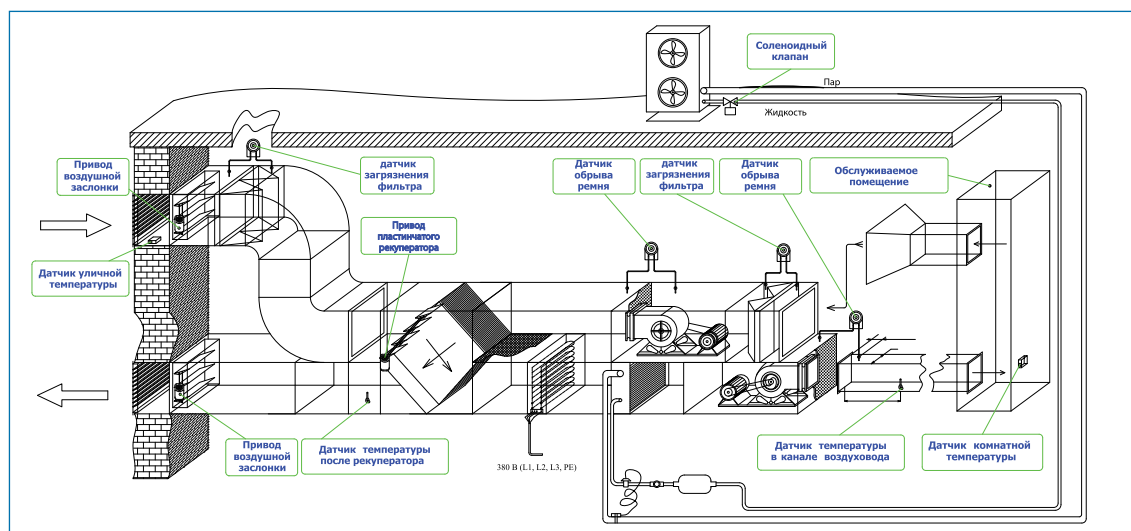 Соленоидный
клапан
Пар
Жидкость
Привод
воздушной
заслонки
датчик
загрязнения
фильтра
Датчик
обрыва
ремня
датчик
загрязнения
фильтра
Датчик
обрыва
ремня
Обслуживаемое
помещение
Привод
пластинчатого
рекуператора
Датчик уличной
температуры
Привод
воздушной
заслонки
Датчик температуры
после рекуператора
380 В (L1, L2, L3, PE)
Датчик температуры
в канале воздуховода
Датчик комнатной
температуры